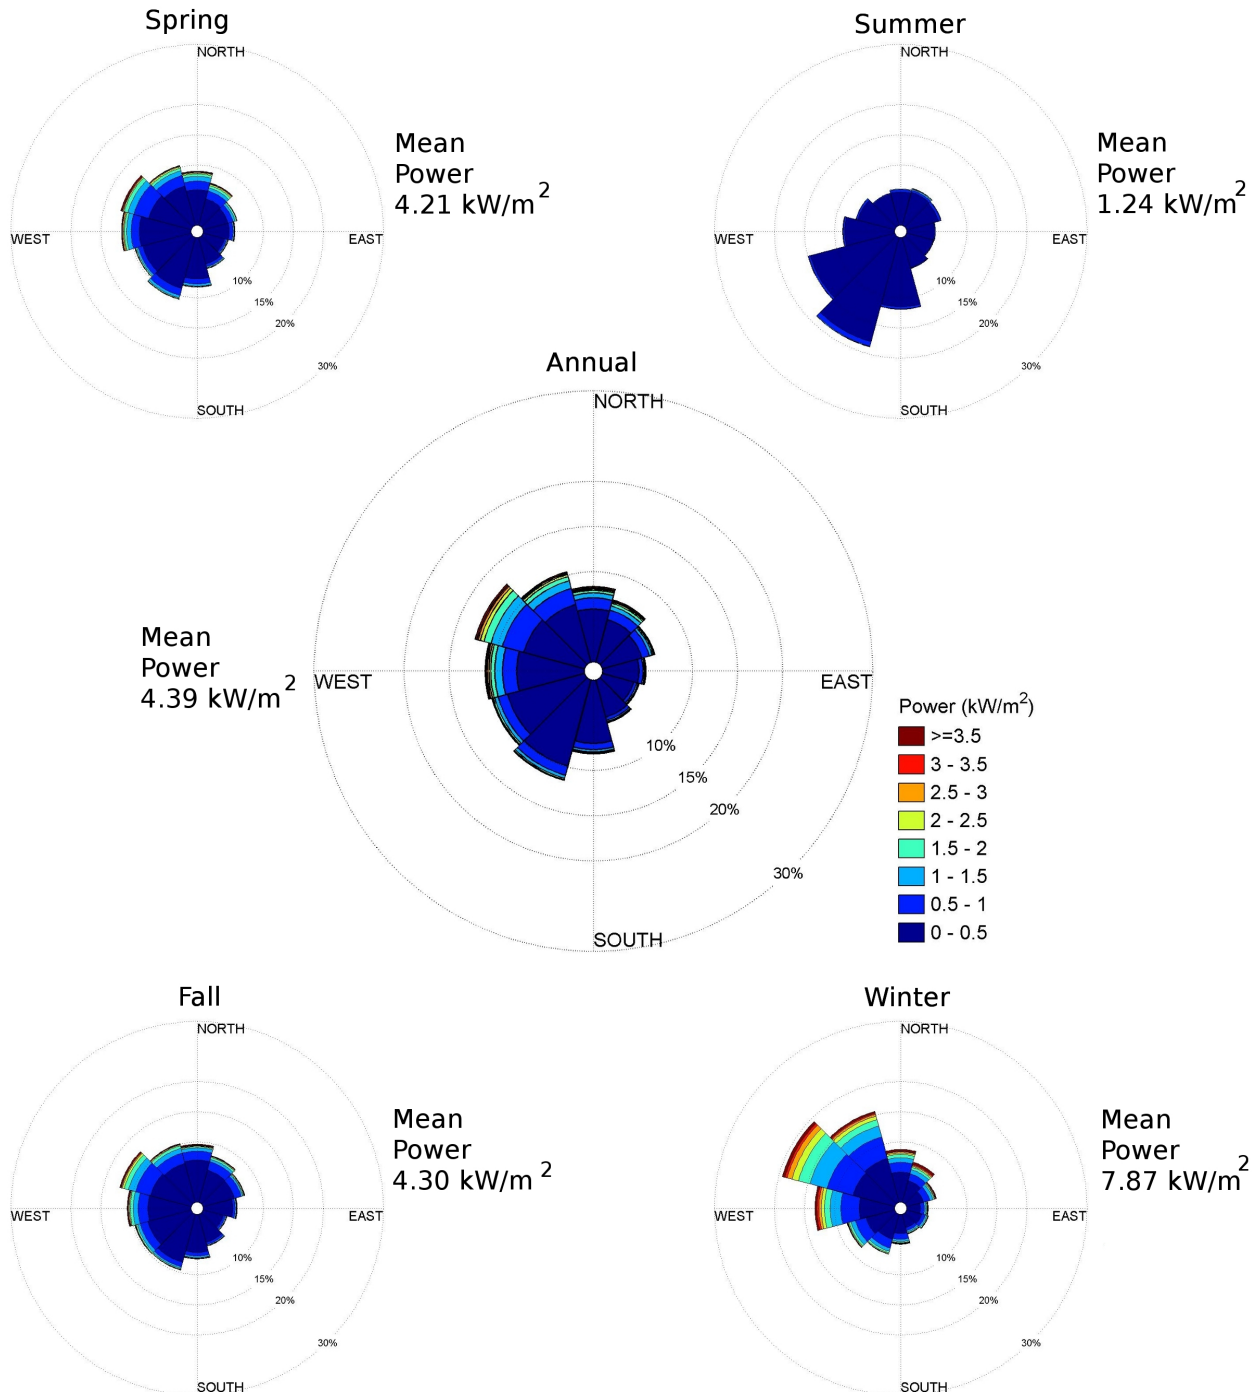 Spring
NORTH
WEST
EAST
SOUTH
10%
15%
20%
30%
Mean
Power
4.21 kW/m²
Summer
NORTH
WEST
EAST
SOUTH
10%
15%
20%
30%
Mean
Power
1.24 kW/m²
Annual
NORTH
WEST
EAST
SOUTH
10%
15%
20%
30%
Mean
Power
4.39 kW/m²
Power (kW/m²)
>=3.5
3 - 3.5
2.5 - 3
2 - 2.5
1.5 - 2
1 - 1.5
0.5 - 1
0 - 0.5
Fall
NORTH
WEST
EAST
SOUTH
10%
15%
20%
30%
Mean
Power
4.30 kW/m²
Winter
NORTH
WEST
EAST
SOUTH
10%
15%
20%
30%
Mean
Power
7.87 kW/m²